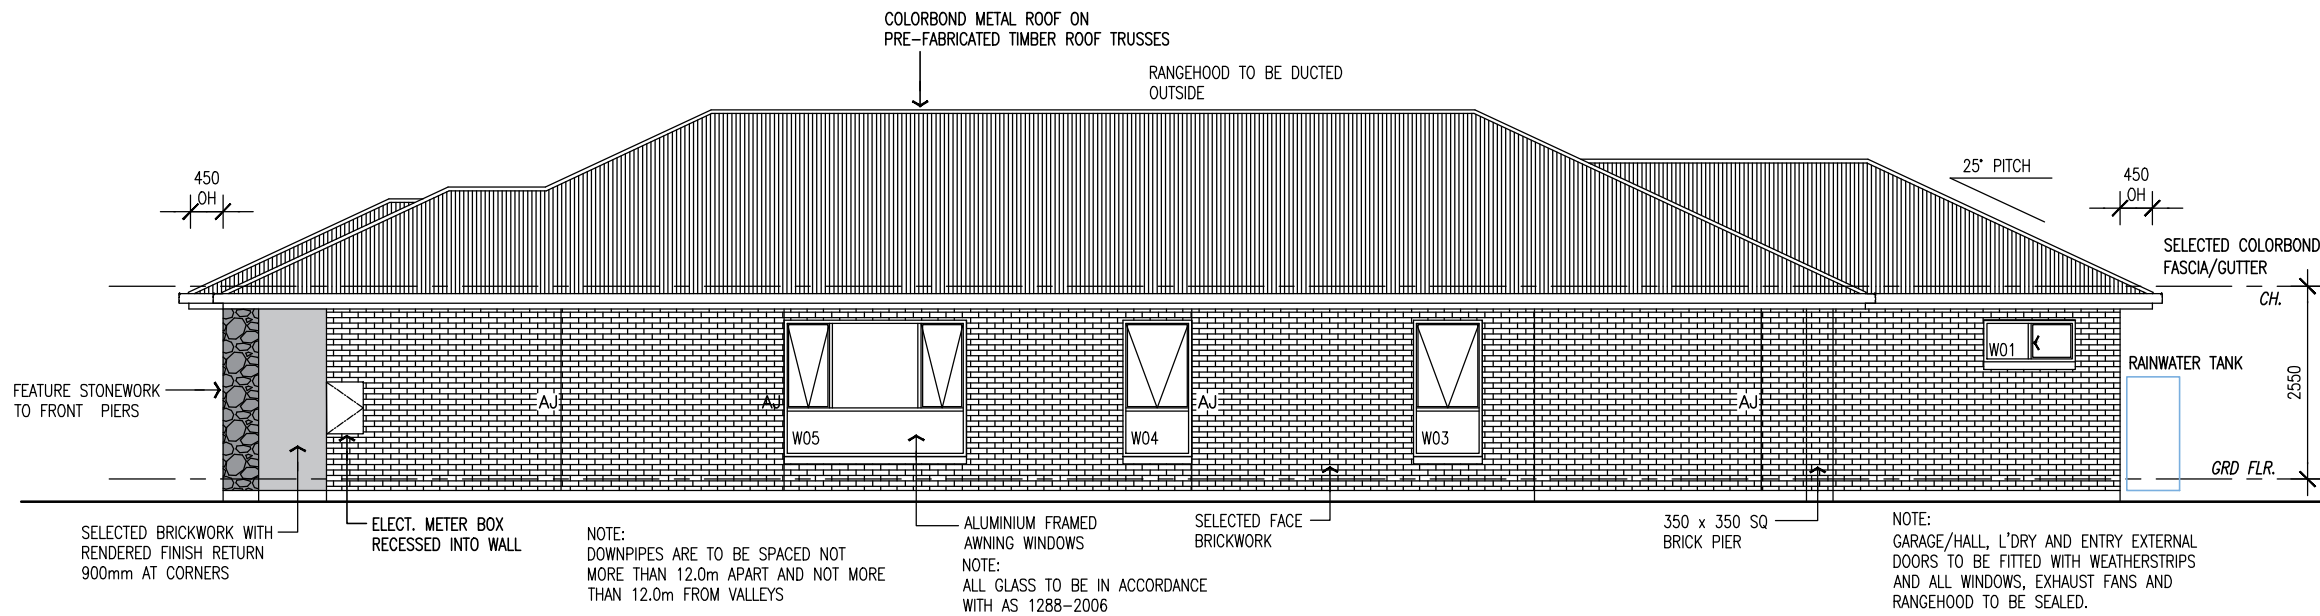 COLORBOND METAL ROOF ON
PRE-FABRICATED TIMBER ROOF TRUSSES
RANGEHOOD TO BE DUCTED
OUTSIDE
450
OH
25° PITCH
450
OH
SELECTED COLORBOND
FASCIA/GUTTER
CH.
FEATURE STONEWORK
TO FRONT PIERS
AJ
AJ
W05
W04
AJ
W03
AJ
W01
RAINWATER TANK
2550
GRD FLR.
SELECTED BRICKWORK WITH
RENDERED FINISH RETURN
900mm AT CORNERS
ELECT. METER BOX
RECESSED INTO WALL
NOTE:
DOWNPIPES ARE TO BE SPACED NOT
MORE THAN 12.0m APART AND NOT MORE
THAN 12.0m FROM VALLEYS
ALUMINIUM FRAMED
AWNING WINDOWS
NOTE:
ALL GLASS TO BE IN ACCORDANCE
WITH AS 1288-2006
SELECTED FACE
BRICKWORK
350 x 350 SQ
BRICK PIER
NOTE:
GARAGE/HALL, L'DRY AND ENTRY EXTERNAL
DOORS TO BE FITTED WITH WEATHERSTRIPS
AND ALL WINDOWS, EXHAUST FANS AND
RANGEHOOD TO BE SEALED.